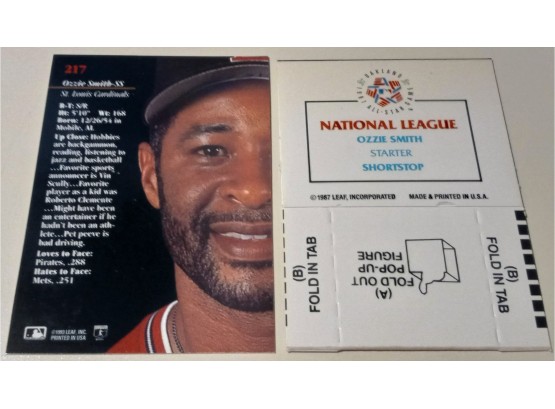 217
Ozzie Smith-SS
St. Louis Cardinals
B-T: S/R
Ht: 5'10" Wt: 168
Born: 12/26/54 in
Mobile, AL
Up Close: Hobbies
are backgammon,
reading, listening to
jazz and basketball
...Favorite sports
announcer is Vin
Scully...Favorite
player as a kid was
Roberto Clemente
...Might have been
an entertainer if he
hadn't been an ath-
lete...Pet peeve is
bad driving.
Loves to Face:
Pirates, .288
Hates to Face:
Mets, .251
©1993 LEAF, INC.
PRINTED IN USA
OAKLAND
1987 ALL-STAR GAME
NATIONAL LEAGUE
OZZIE SMITH
STARTER
SHORTSTOP
©1987 LEAF, INCORPORATED MADE & PRINTED IN U.S.A.
(B)
FOLD IN TAB
(A)
FOLD OUT
POP-UP
FIGURE
(B)
FOLD IN TAB